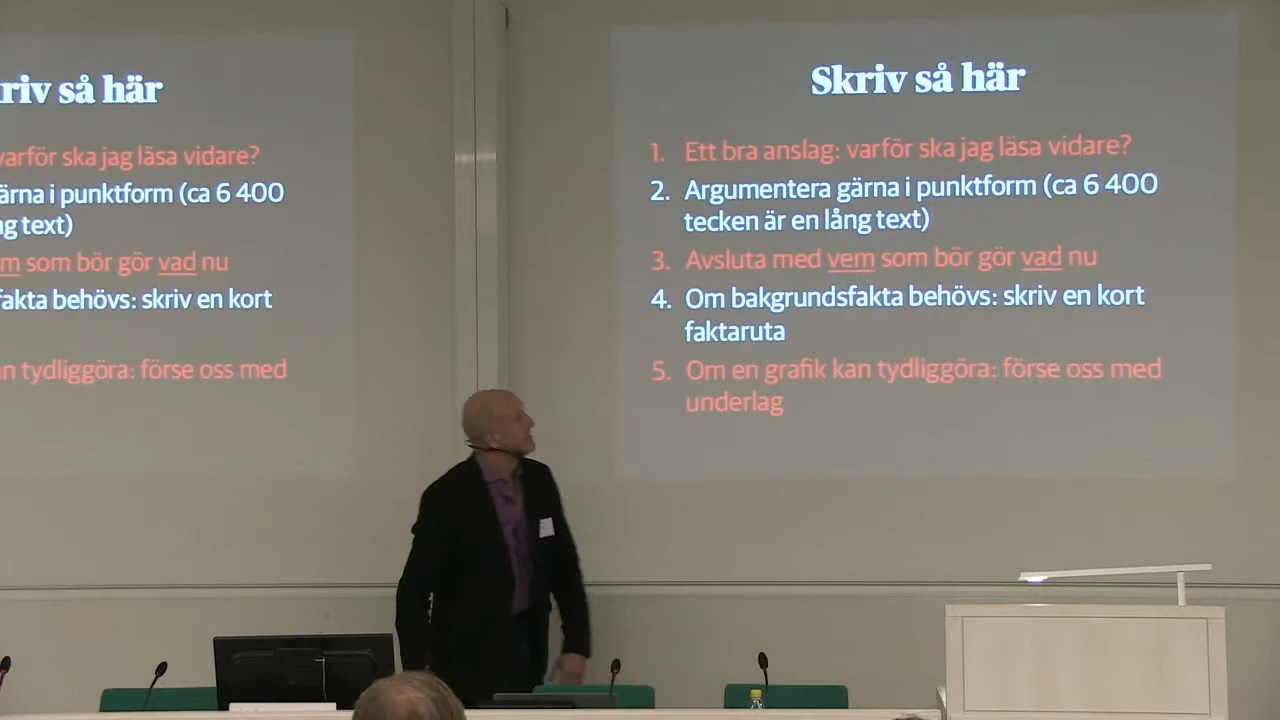 riv så här
varför ska jag läsa vidare?
ärna i punktform (ca 6 400
ng text)
em som bör gör vad nu
fakta behövs: skriv en kort
n tydliggöra: förse oss med
Skriv så här
1. Ett bra anslag: varför ska jag läsa vidare?
2. Argumentera gärna i punktform (ca 6 400
tecken är en lång text)
3. Avsluta med vem som bör gör vad nu
4. Om bakgrundsfakta behövs: skriv en kort
faktaruta
5. Om en grafik kan tydliggöra: förse oss med
underlag